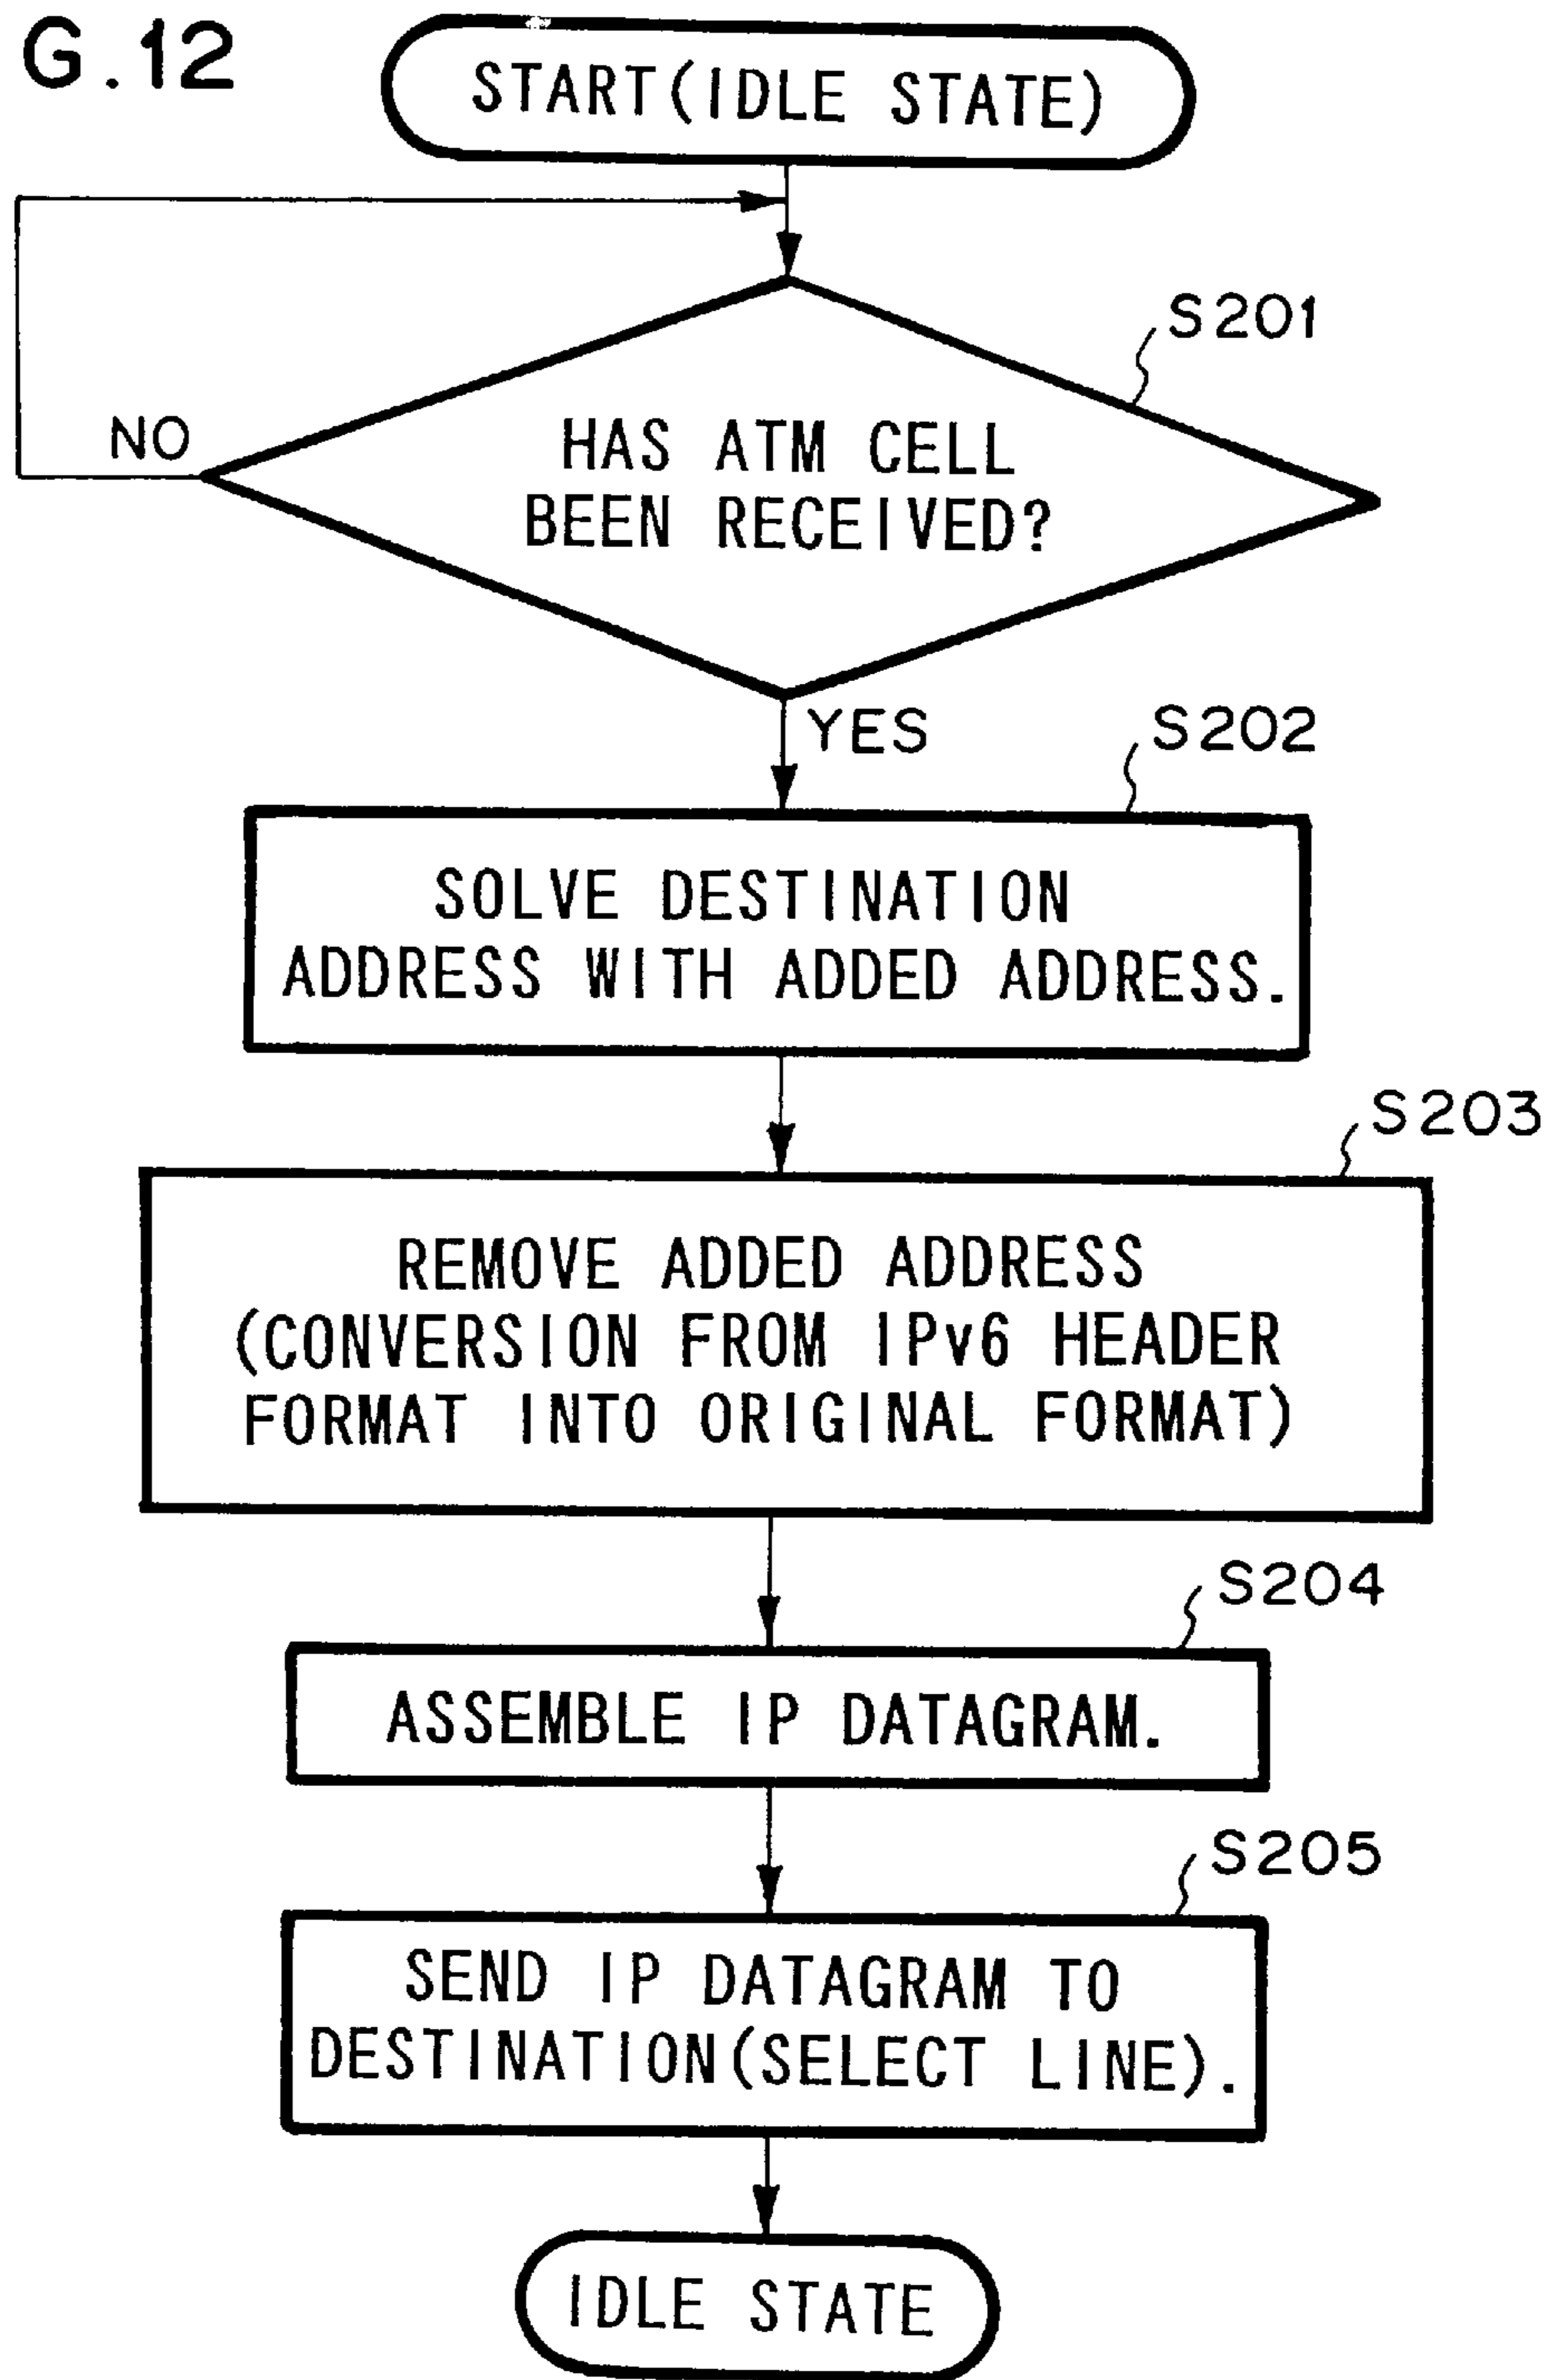 G.12
START(IDLE STATE)
S201
NO
HAS ATM CELL
BEEN RECEIVED?
YES
S202
SOLVE DESTINATION
ADDRESS WITH ADDED ADDRESS.
S203
REMOVE ADDED ADDRESS
(CONVERSION FROM IPv6 HEADER
FORMAT INTO ORIGINAL FORMAT)
S204
ASSEMBLE IP DATAGRAM.
S205
SEND IP DATAGRAM TO
DESTINATION(SELECT LINE).
IDLE STATE